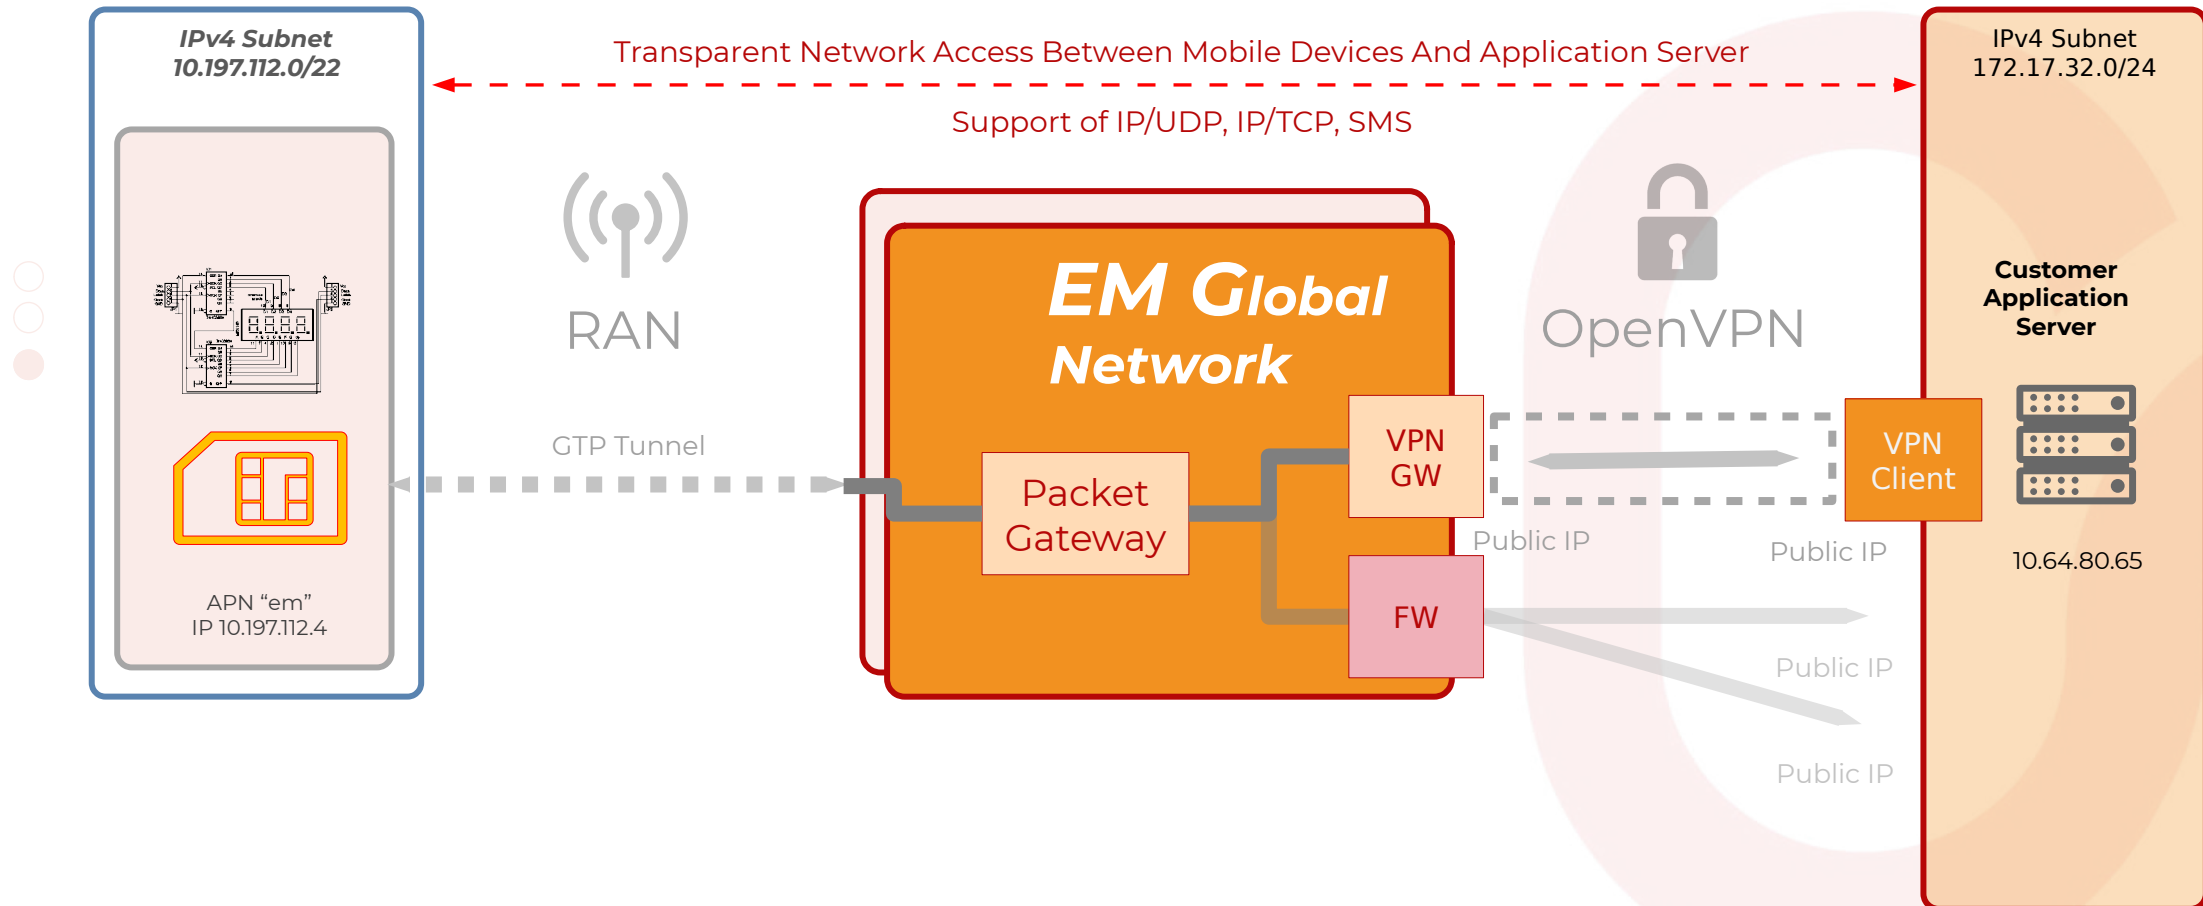 IPv4 Subnet
10.197.112.0/22
Transparent Network Access Between Mobile Devices And Application Server
Support of IP/UDP, IP/TCP, SMS
IPv4 Subnet
172.17.32.0/24
RAN
EM Global
Network
OpenVPN
Customer
Application
Server
GTP Tunnel
Packet
Gateway
VPN
GW
VPN
Client
Public IP
Public IP
10.64.80.65
APN “em”
IP 10.197.112.4
FW
Public IP
Public IP